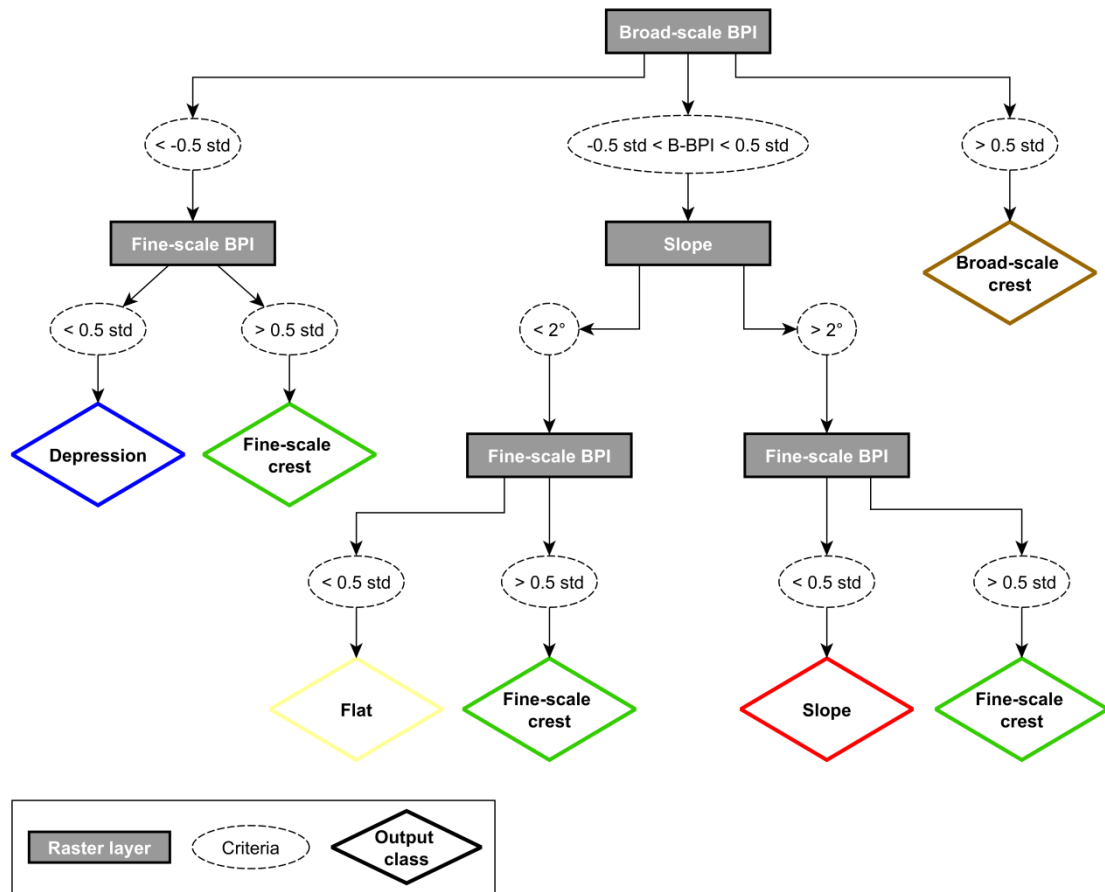 Broad-scale BPI
< -0.5 std
-0.5 std < B-BPI < 0.5 std
> 0.5 std
Fine-scale BPI
Slope
Broad-scale
crest
< 0.5 std
> 0.5 std
< 2°
> 2°
Depression
Fine-scale
crest
Fine-scale BPI
Fine-scale BPI
< 0.5 std
> 0.5 std
< 0.5 std
> 0.5 std
Flat
Fine-scale
crest
Slope
Fine-scale
crest
Raster layer
Criteria
Output
class